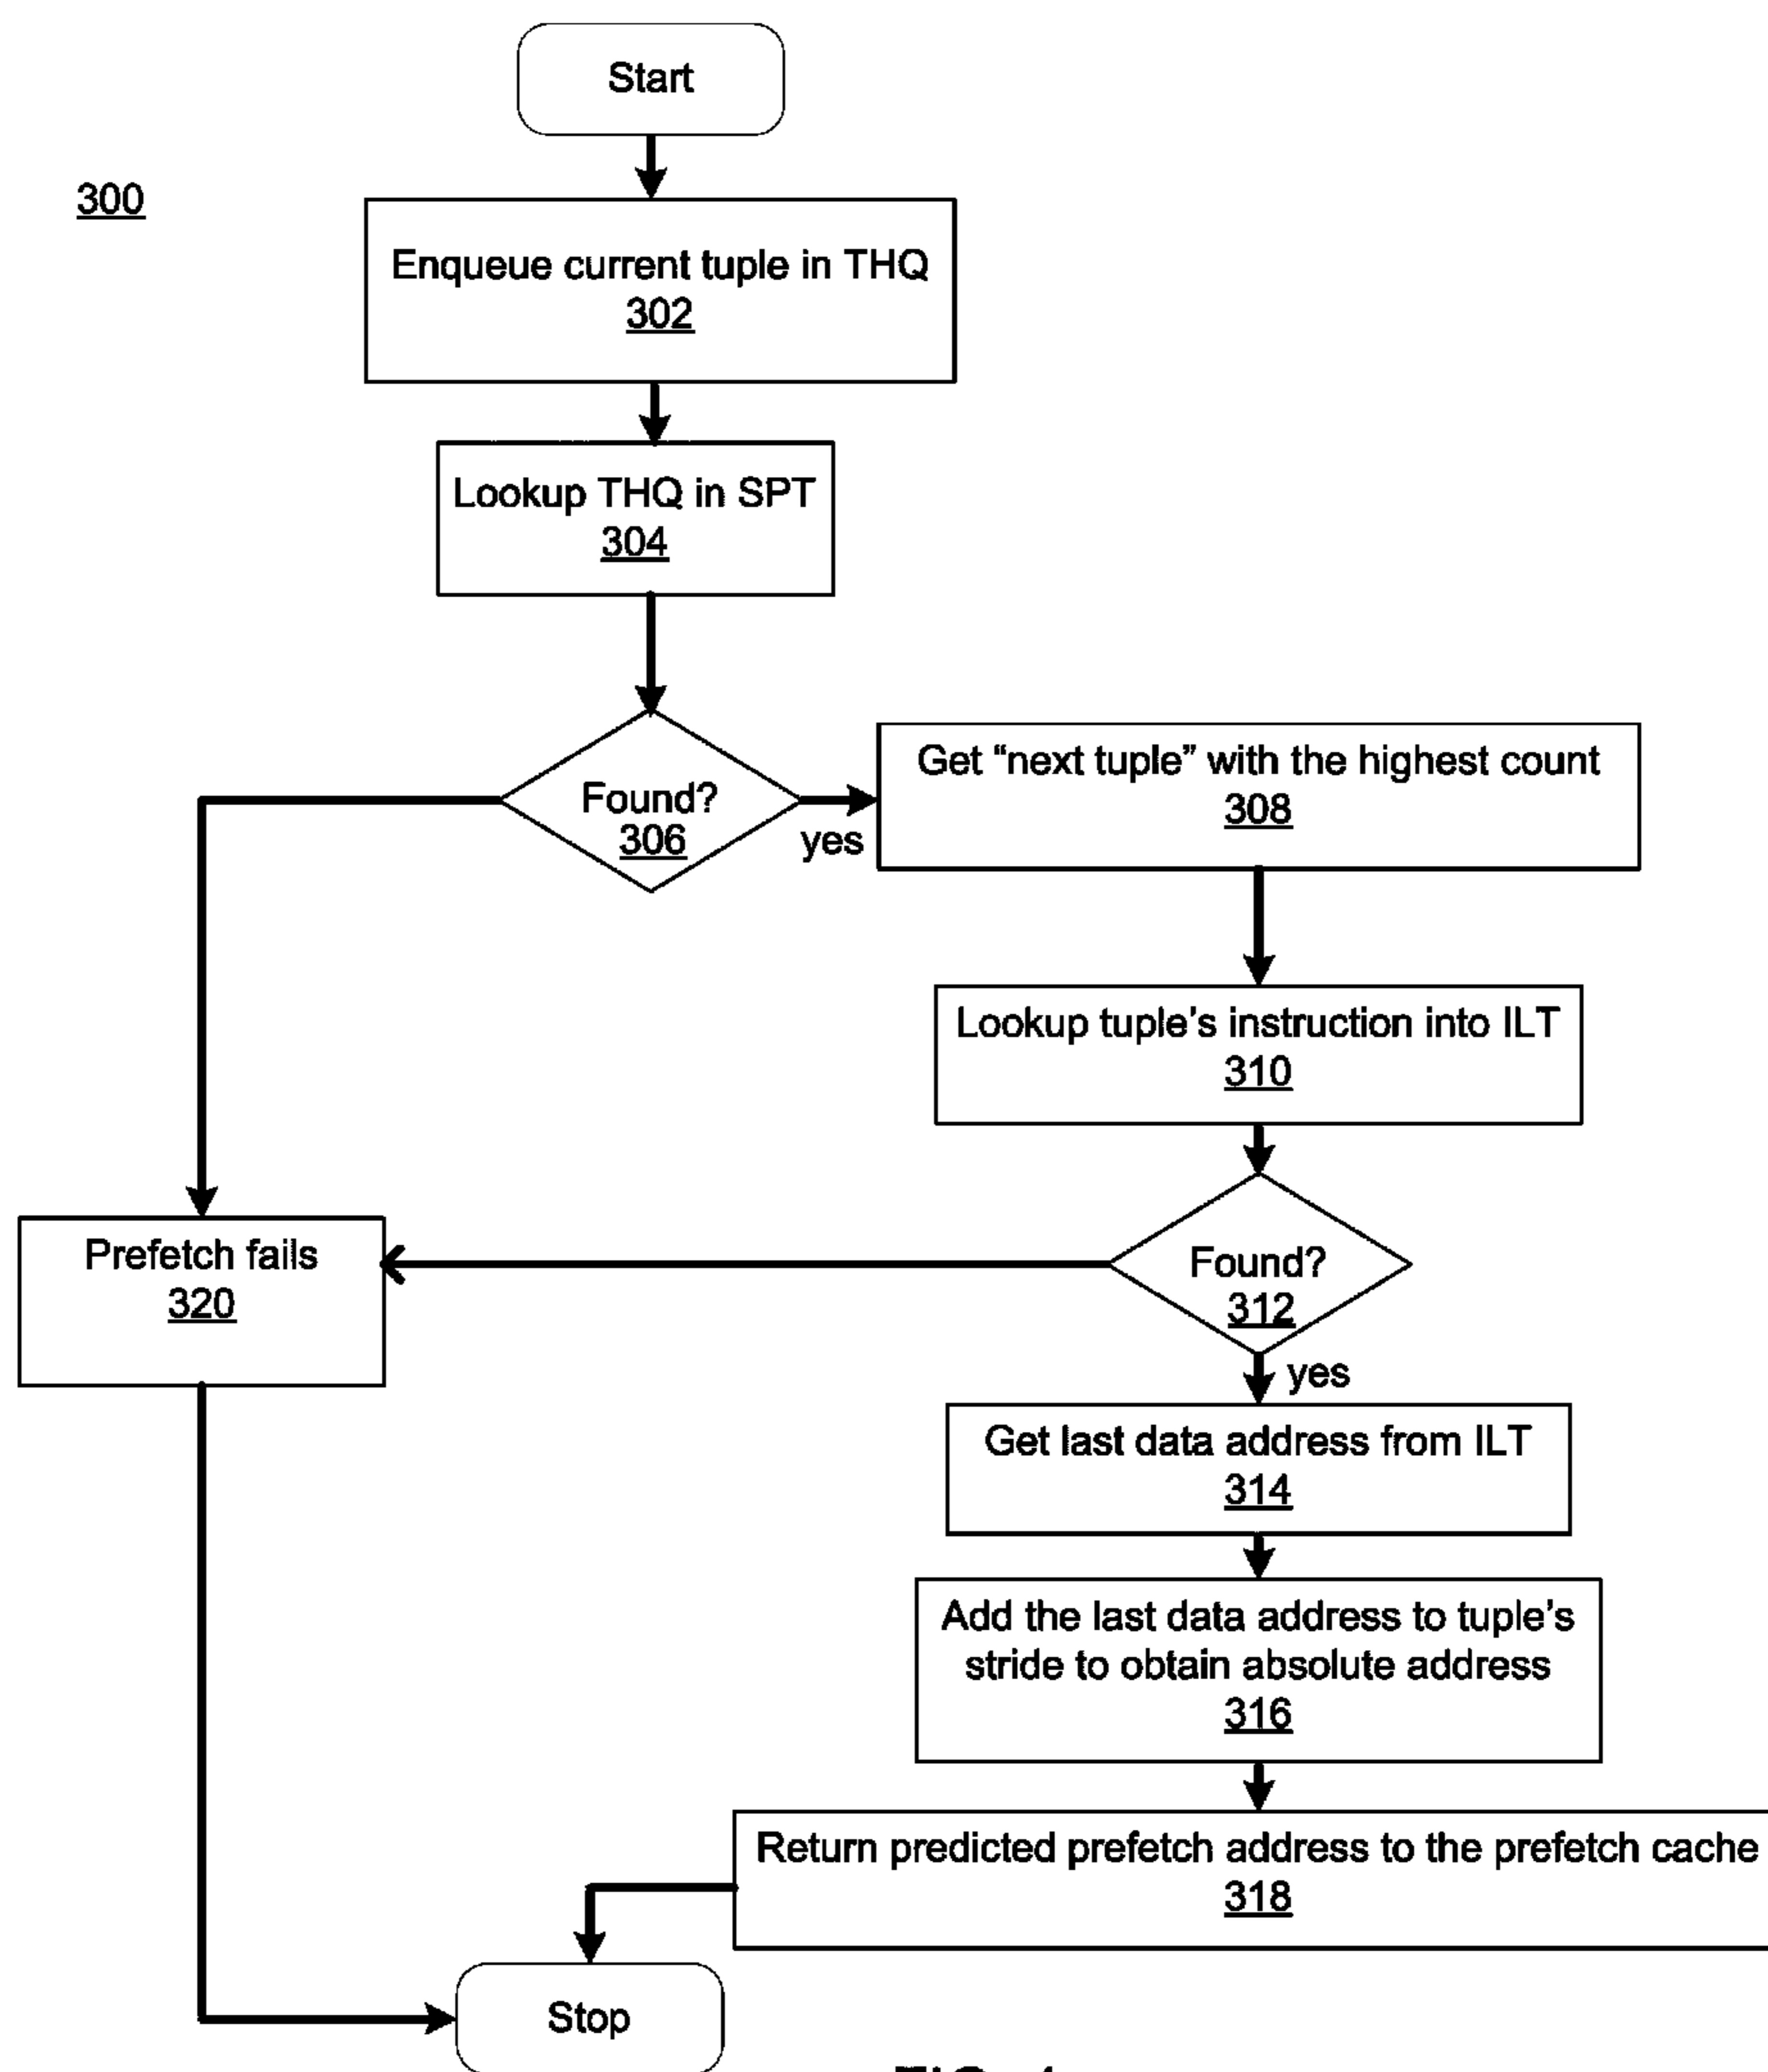 Start
300
Enqueue current tuple in THQ
302
Lookup THQ in SPT
304
Found?
306
yes
Get “next tuple” with the highest count
308
Lookup tuple’s instruction into ILT
310
Prefetch fails
320
Found?
312
yes
Get last data address from ILT
314
Add the last data address to tuple’s
stride to obtain absolute address
316
Return predicted prefetch address to the prefetch cache
318
Stop